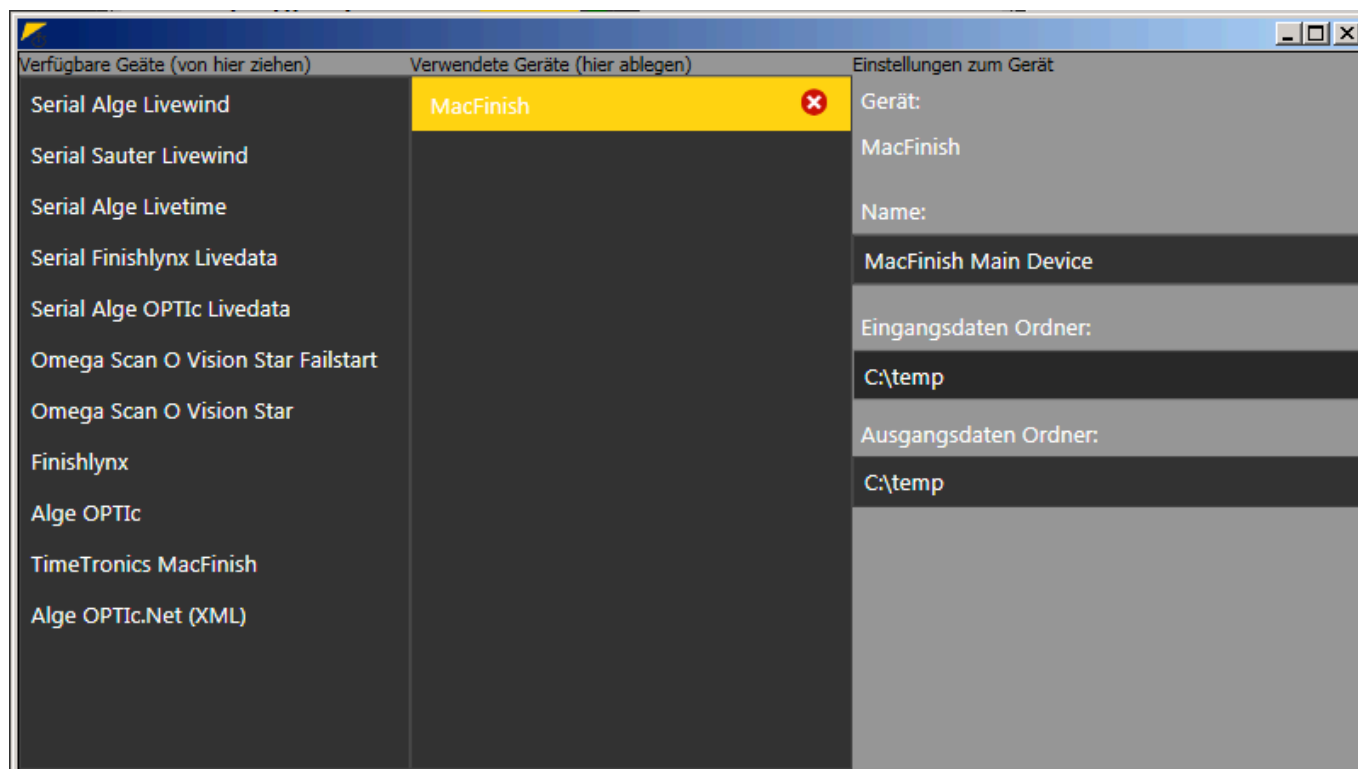 Verfügbare Geäte (von hier ziehen)
Serial Alge Livewind
Serial Sauter Livewind
Serial Alge Livetime
Serial Finishlynx Livedata
Serial Alge OPTIc Livedata
Omega Scan O Vision Star Failstart
Omega Scan O Vision Star
Finishlynx
Alge OPTIc
TimeTronics MacFinish
Alge OPTIc.Net (XML)
Verwendete Geräte (hier ablegen)
MacFinish
Einstellungen zum Gerät
Gerät:
MacFinish
Name:
MacFinish Main Device
Eingangsdaten Ordner:
C:\temp
Ausgangsdaten Ordner:
C:\temp